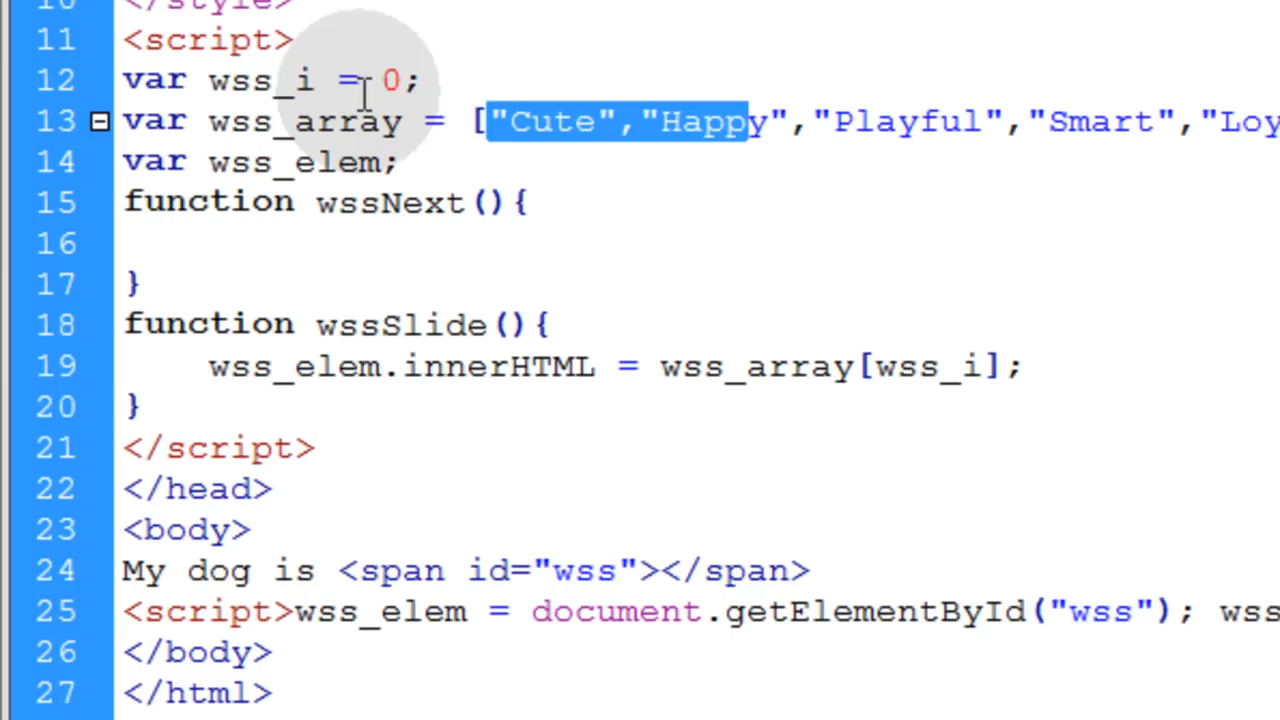 10 </style>
11 <script>
12 var wss_i = 0;
13 var wss_array = ["Cute","Happy","Playful","Smart","Loy
14 var wss_elem;
15 function wssNext(){
16
17 }
18 function wssSlide(){
19 wss_elem.innerHTML = wss_array[wss_i];
20 }
21 </script>
22 </head>
23 <body>
24 My dog is <span id="wss"></span>
25 <script>wss_elem = document.getElementById("wss"); wss
26 </body>
27 </html>